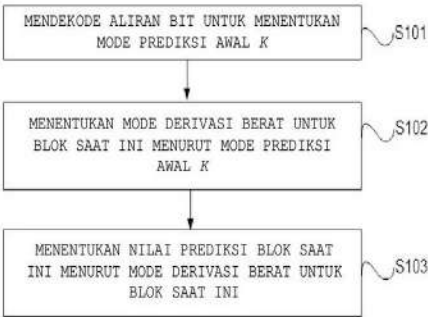 MENDEKODE ALIRAN BIT UNTUK MENENTUKAN
MODE PREDIKSI AWAL K
S101
MENENTUKAN MODE DERIVASI BERAT UNTUK
BLOK SAAT INI MENURUT MODE PREDIKSI
AWAL K
S102
MENENTUKAN NILAI PREDIKSI BLOK SAAT
INI MENURUT MODE DERIVASI BERAT UNTUK
BLOK SAAT INI
S103